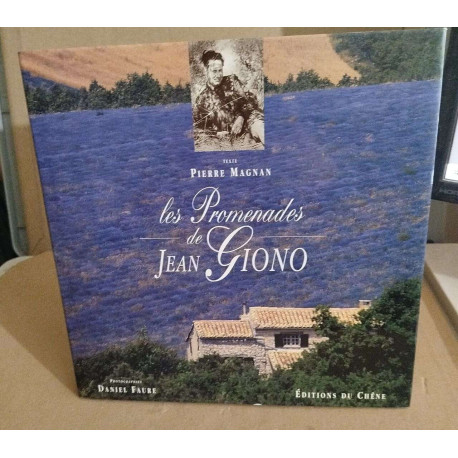 TEXTE
PIERRE MAGNAN
les Promenades
de
JEAN GIONO
PHOTOGRAPHIES
DANIEL FAURE
ÉDITIONS DU CHÊNE